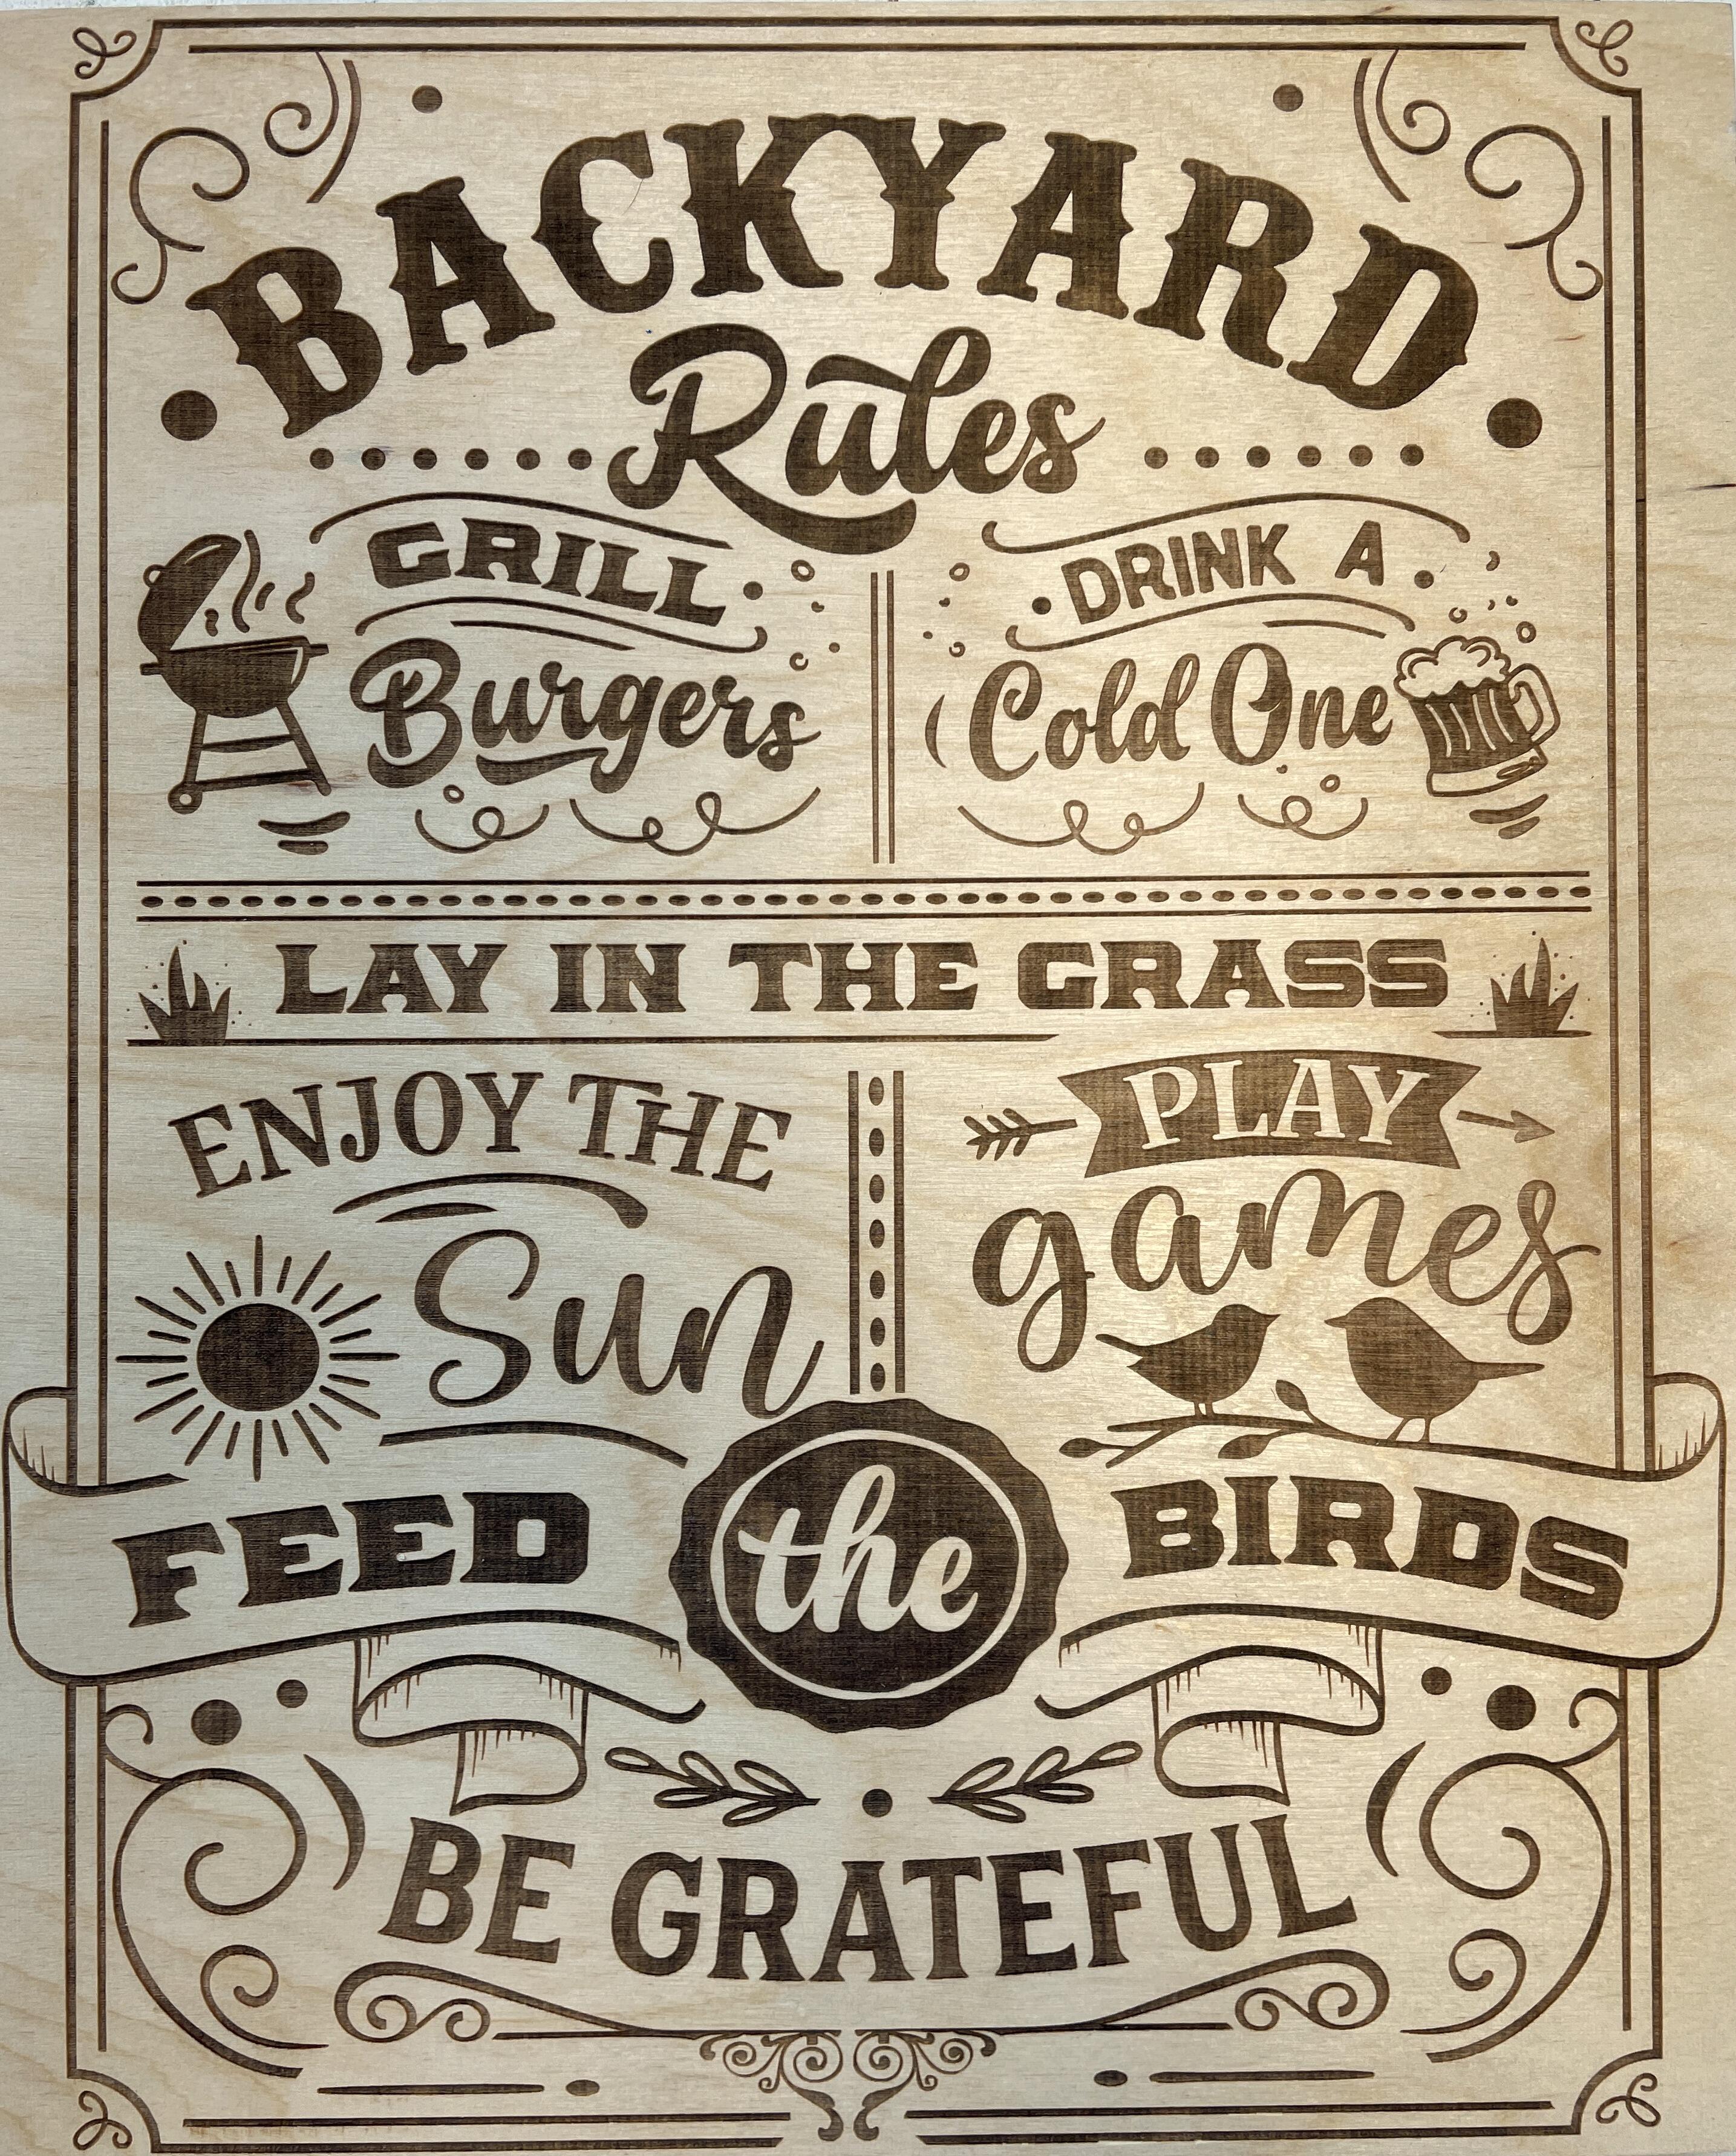 BACKYARD
Rules
GRILL
Burgers
DRINK A
Cold One
LAY IN THE GRASS
ENJOY THE
Sun
PLAY
games
FEED the BIRDS
BE GRATEFUL